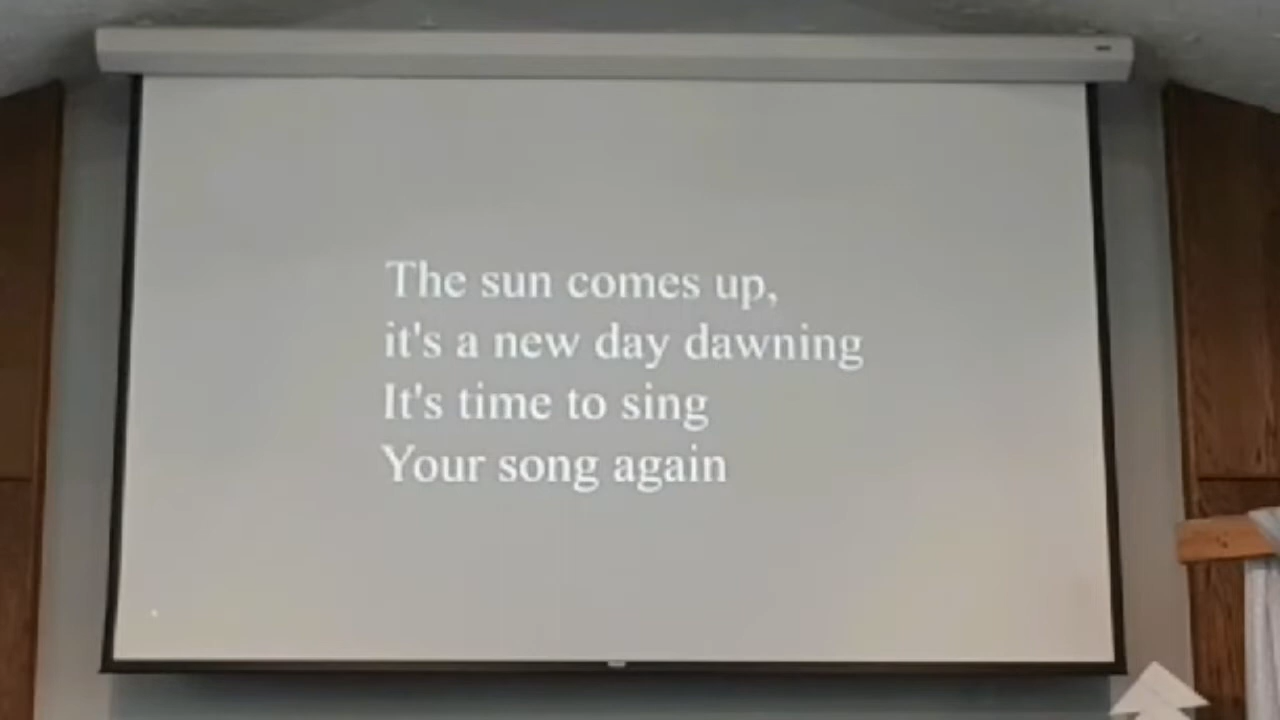 The sun comes up,
it's a new day dawning
It's time to sing
Your song again